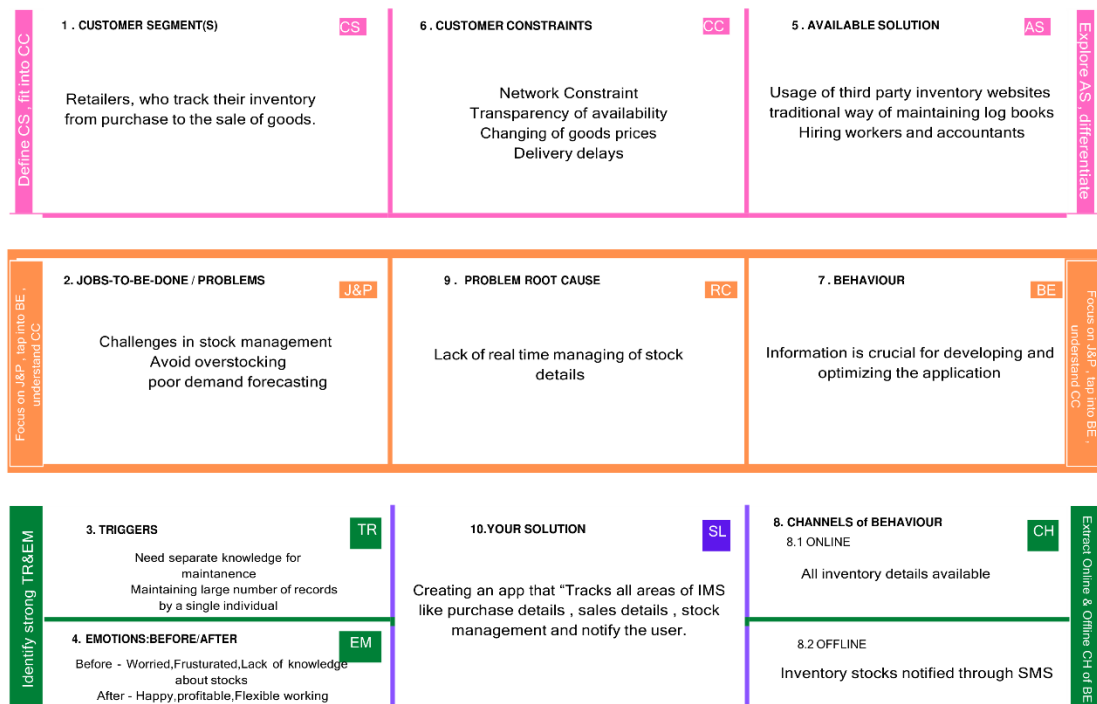 Define CS , fit into CC
1 . CUSTOMER SEGMENT(S)
CS
Retailers, who track their inventory
from purchase to the sale of goods.
6 . CUSTOMER CONSTRAINTS
CC
Network Constraint
Transparency of availability
Changing of goods prices
Delivery delays
5 . AVAILABLE SOLUTION
AS
Usage of third party inventory websites
traditional way of maintaining log books
Hiring workers and accountants
Explore AS , differentiate
Focus on J&P , tap into BE ,
understand CC
2. JOBS-TO-BE-DONE / PROBLEMS
J&P
Challenges in stock management
Avoid overstocking
poor demand forecasting
9 . PROBLEM ROOT CAUSE
RC
Lack of real time managing of stock
details
7 . BEHAVIOUR
BE
Information is crucial for developing and
optimizing the application
Focus on J&P , tap into BE ,
understand CC
Identify strong TR&EM
3. TRIGGERS
TR
Need separate knowledge for
maintanence
Maintaining large number of records
by a single individual
4. EMOTIONS:BEFORE/AFTER
EM
Before - Worried,Frusturated,Lack of knowledge
about stocks
After - Happy,profitable,Flexible working
10.YOUR SOLUTION
SL
Creating an app that “Tracks all areas of IMS
like purchase details , sales details , stock
management and notify the user.
8. CHANNELS of BEHAVIOUR
CH
8.1 ONLINE
All inventory details available
8.2 OFFLINE
Inventory stocks notified through SMS
Extract Online & Offline CH of BE